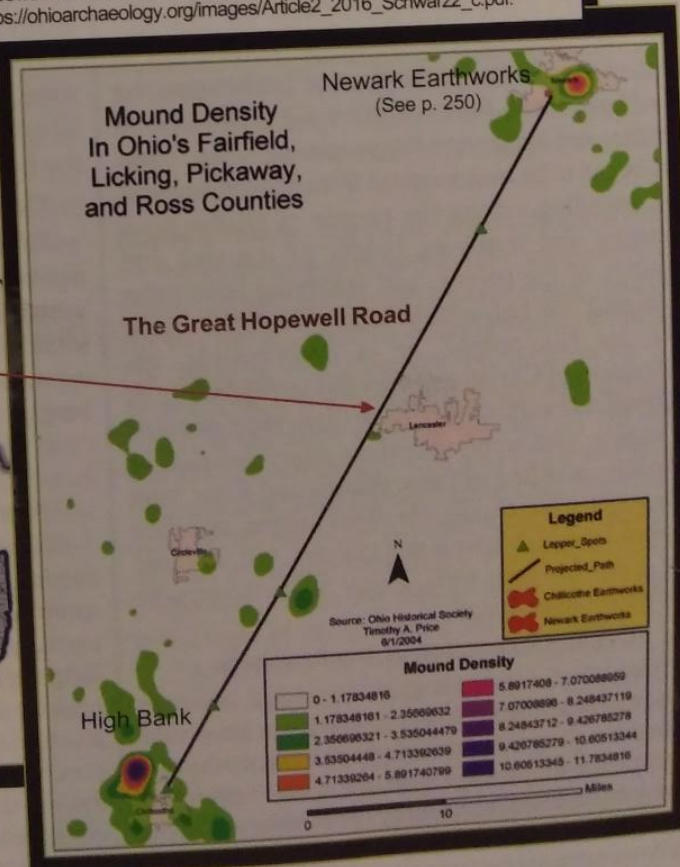 ps://ohioarchaeology.org/images/Article2_2016_Schwarz2_c.pdf.
Newark Earthworks
(See p. 250)
Newark
Mound Density
In Ohio's Fairfield,
Licking, Pickaway,
and Ross Counties
The Great Hopewell Road
Lancaster
Circleville
N
Source: Ohio Historical Society
Timothy A. Price
6/1/2004
Legend
Lepper_Spots
Projected_Path
Chillicothe Earthworks
Newark Earthworks
High Bank
Mound Density
0 - 1.17834816
1.178348161 - 2.35669632
2.356696321 - 3.535044479
3.53504448 - 4.713392639
4.71339264 - 5.891740799
5.8917408 - 7.070088959
7.07008896 - 8.248437119
8.24843712 - 9.426785278
9.426785279 - 10.60513344
10.60513345 - 11.7834816
Miles
0
10